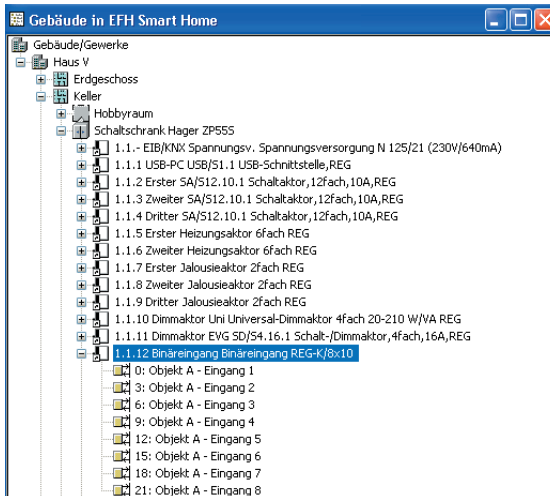 Gebäude in EFH Smart Home
Gebäude/Gewerke
Haus V
Erdgeschoss
Keller
Hobbyraum
Schaltschrank Hager ZP55S
1.1.- EIB/KNX Spannungsv. Spannungsversorgung N 125/21 (230V/640mA)
1.1.1 USB-PC USB/S1.1 USB-Schnittstelle,REG
1.1.2 Erster SA/S12.10.1 Schaltaktor,12fach,10A,REG
1.1.3 Zweiter SA/S12.10.1 Schaltaktor,12fach,10A,REG
1.1.4 Dritter SA/S12.10.1 Schaltaktor,12fach,10A,REG
1.1.5 Erster Heizungsaktor 6fach REG
1.1.6 Zweiter Heizungsaktor 6fach REG
1.1.7 Erster Jalousieaktor 2fach REG
1.1.8 Zweiter Jalousieaktor 2fach REG
1.1.9 Dritter Jalousieaktor 2fach REG
1.1.10 Dimmaktor Uni Universal-Dimmaktor 4fach 20-210 W/VA REG
1.1.11 Dimmaktor EVG SD/S4.16.1 Schalt-/Dimmaktor,4fach,16A,REG
1.1.12 Binäreingang Binäreingang REG-K/8x10
0: Objekt A - Eingang 1
3: Objekt A - Eingang 2
6: Objekt A - Eingang 3
9: Objekt A - Eingang 4
12: Objekt A - Eingang 5
15: Objekt A - Eingang 6
18: Objekt A - Eingang 7
21: Objekt A - Eingang 8